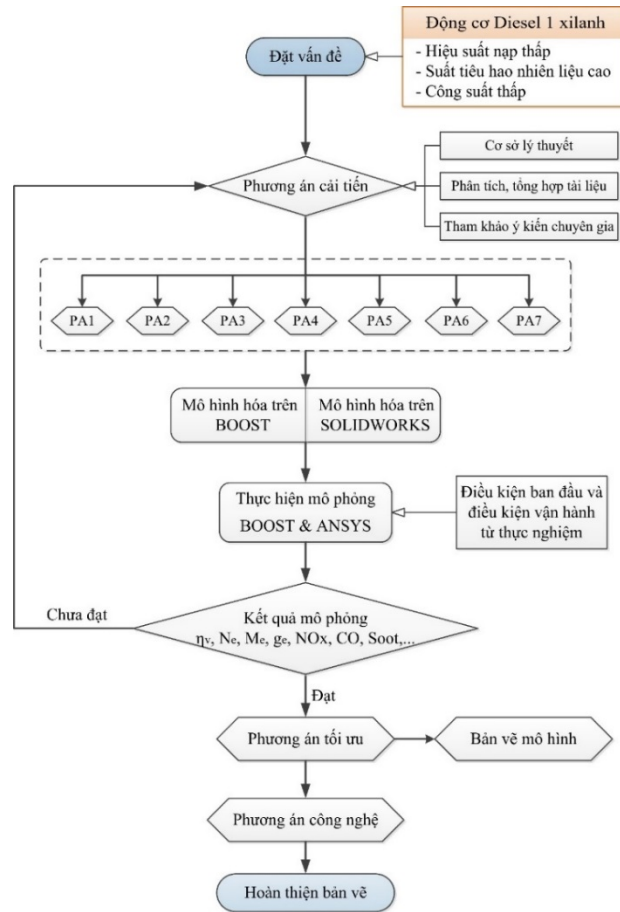 Động cơ Diesel 1 xilanh
- Hiệu suất nạp thấp
- Suất tiêu hao nhiên liệu cao
- Công suất thấp
Đặt vấn đề
Cơ sở lý thuyết
Phương án cải tiến
Phân tích, tổng hợp tài liệu
Tham khảo ý kiến chuyên gia
PA1
PA2
PA3
PA4
PA5
PA6
PA7
Mô hình hóa trên
BOOST
Mô hình hóa trên
SOLIDWORKS
Thực hiện mô phỏng
BOOST & ANSYS
Điều kiện ban đầu và
điều kiện vận hành
từ thực nghiệm
Chưa đạt
Kết quả mô phỏng
ηv, Ne, Me, ge, NOx, CO, Soot,...
Đạt
Phương án tối ưu
Bản vẽ mô hình
Phương án công nghệ
Hoàn thiện bản vẽ